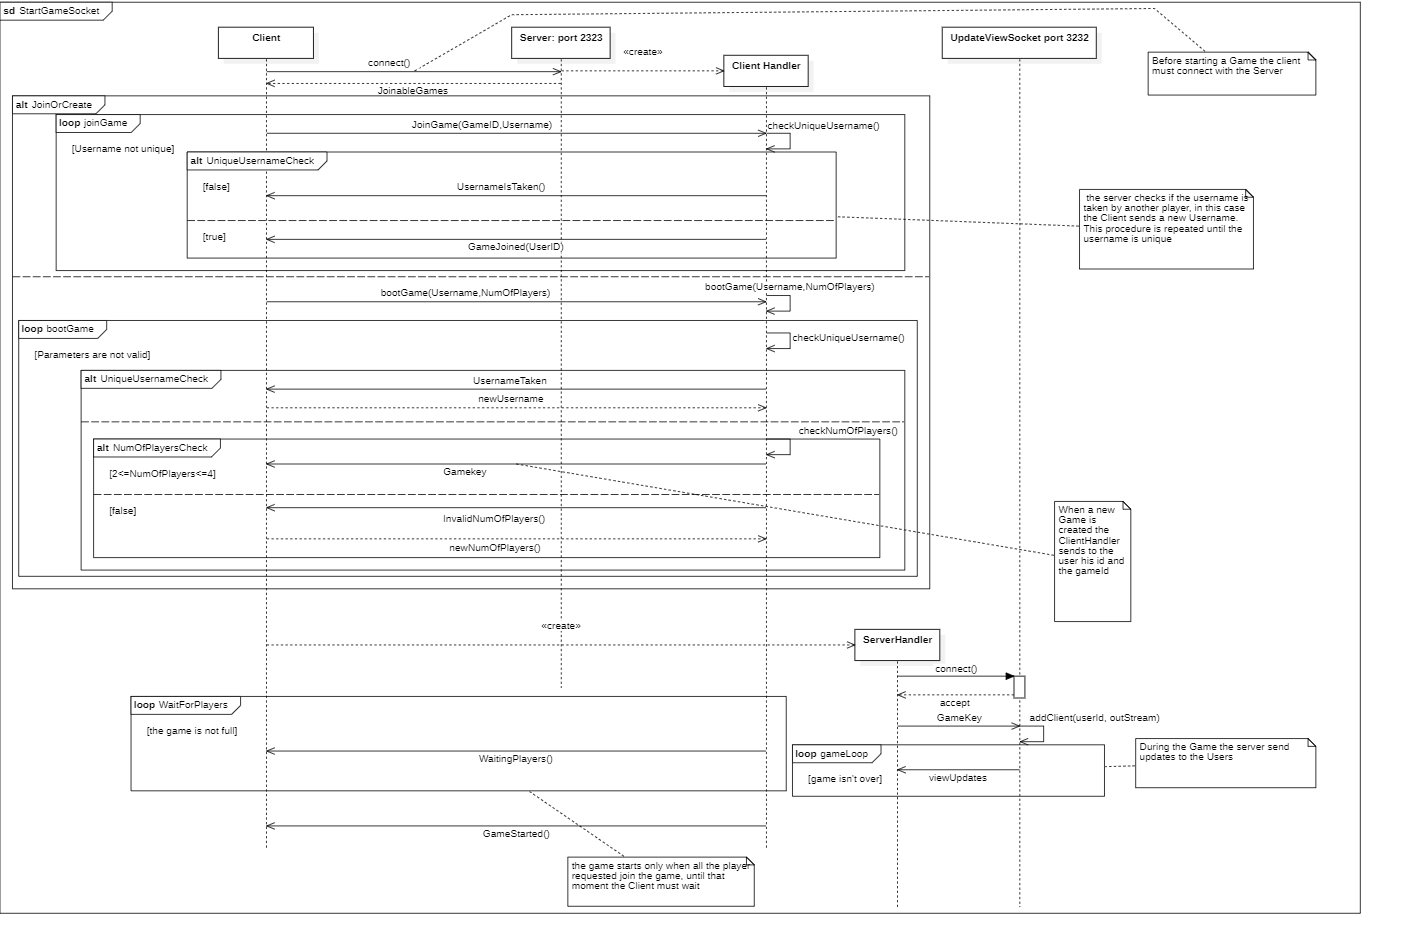 sd StartGameSocket
Client
Server: port 2323
«create»
Client Handler
UpdateViewSocket port 3232
Before starting a Game the client
must connect with the Server
connect()
JoinableGames
alt JoinOrCreate
loop joinGame
JoinGame(GameID,Username)
checkUniqueUsername()
[Username not unique]
alt UniqueUsernameCheck
[false]
UsernameIsTaken()
[true]
GameJoined(UserID)
the server checks if the username is
taken by another player, in this case
the Client sends a new Username.
This procedure is repeated until the
username is unique
bootGame(Username,NumOfPlayers)
bootGame(Username,NumOfPlayers)
loop bootGame
checkUniqueUsername()
[Parameters are not valid]
alt UniqueUsernameCheck
UsernameTaken
newUsername
checkNumOfPlayers()
alt NumOfPlayersCheck
[2<=NumOfPlayers<=4]
Gamekey
[false]
InvalidNumOfPlayers()
newNumOfPlayers()
When a new
Game is
created the
ClientHandler
sends to the
user his id and
the gameId
«create»
ServerHandler
connect()
accept
GameKey
addClient(userId, outStream)
loop WaitForPlayers
[the game is not full]
WaitingPlayers()
loop gameLoop
[game isn't over]
viewUpdates
During the Game the server send
updates to the Users
GameStarted()
the game starts only when all the player
requested join the game, until that
moment the Client must wait